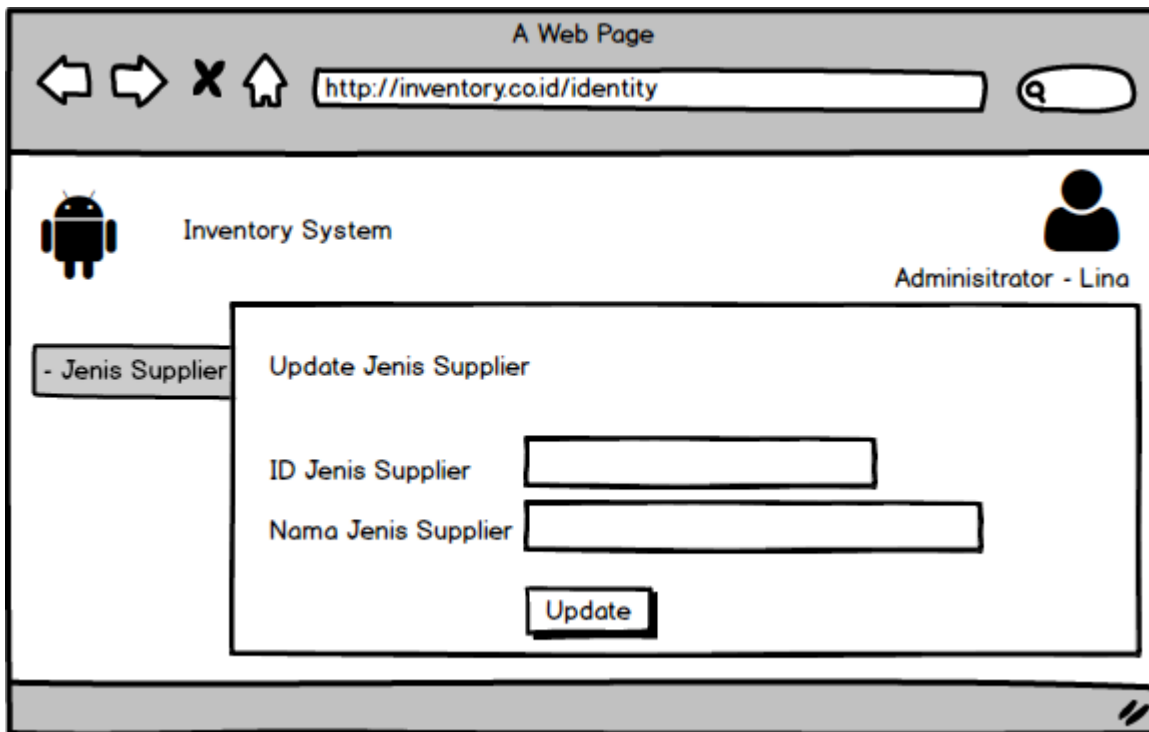 A Web Page
http://inventory.co.id/identity
Inventory System
Adminisitrator - Lina
- Jenis Supplier
Update Jenis Supplier
ID Jenis Supplier
Nama Jenis Supplier
Update